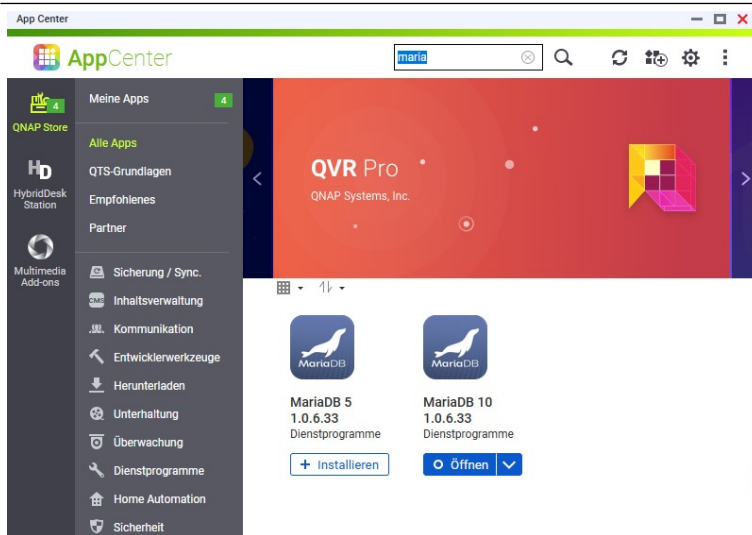 App Center
AppCenter
maria
4
QNAP Store
HD
HybridDesk
Station
Multimedia
Add-ons
Meine Apps
4
Alle Apps
QTS-Grundlagen
Empfohlenes
Partner
Sicherung / Sync.
CMS
Inhaltsverwaltung
Kommunikation
Entwicklerwerkzeuge
Herunterladen
Unterhaltung
Überwachung
Dienstprogramme
Home Automation
Sicherheit
QVR Pro
QNAP Systems, Inc.
MariaDB
MariaDB 5
1.0.6.33
Dienstprogramme
+ Installieren
MariaDB
MariaDB 10
1.0.6.33
Dienstprogramme
Öffnen